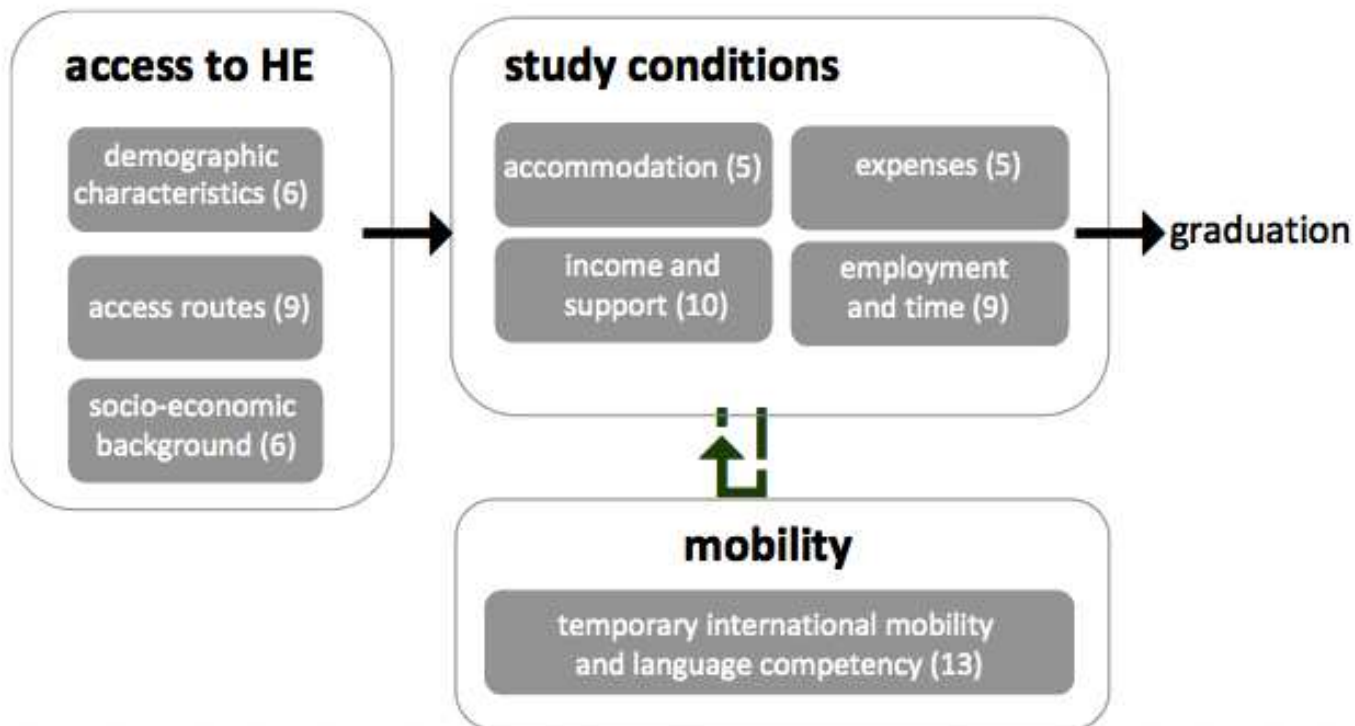 access to HE
demographic
characteristics (6)
access routes (9)
socio-economic
background (6)
study conditions
accommodation (5)
expenses (5)
income and
support (10)
employment
and time (9)
graduation
mobility
temporary international mobility
and language competency (13)